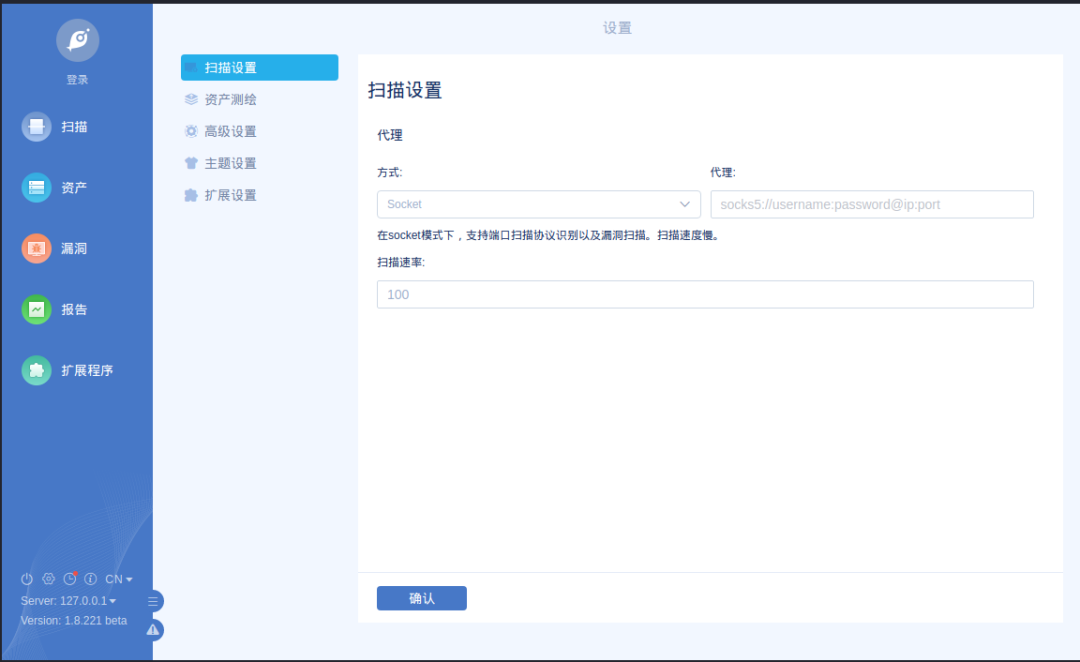 设置
登录
扫描
资产
漏洞
报告
扩展程序
CN
Server: 127.0.0.1
Version: 1.8.221 beta
扫描设置
资产测绘
高级设置
主题设置
扩展设置
扫描设置
代理
方式: 代理:
Socket socks5://username:password@ip:port
在socket模式下，支持端口扫描协议识别以及漏洞扫描。扫描速度慢。
扫描速率:
100
确认